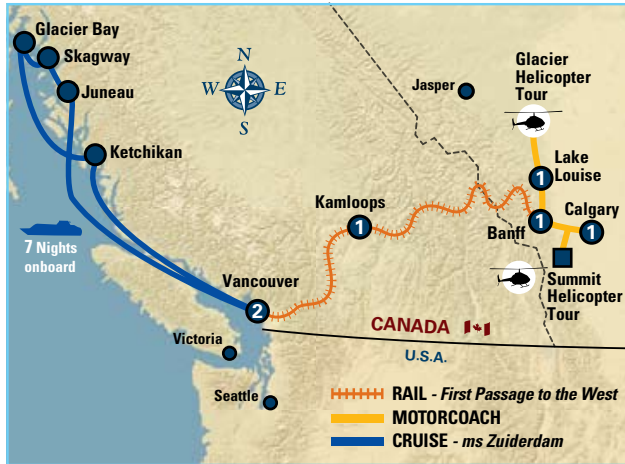 Glacier Bay
Skagway
Juneau
Ketchikan
N
W
E
S
Jasper
Glacier
Helicopter
Tour
Lake
Louise
1
Kamloops
1
Banff
1
Calgary
1
Summit
Helicopter
Tour
7 Nights
onboard
Vancouver
2
Victoria
Seattle
CANADA
U.S.A.
RAIL - First Passage to the West
MOTORCOACH
CRUISE - ms Zuiderdam